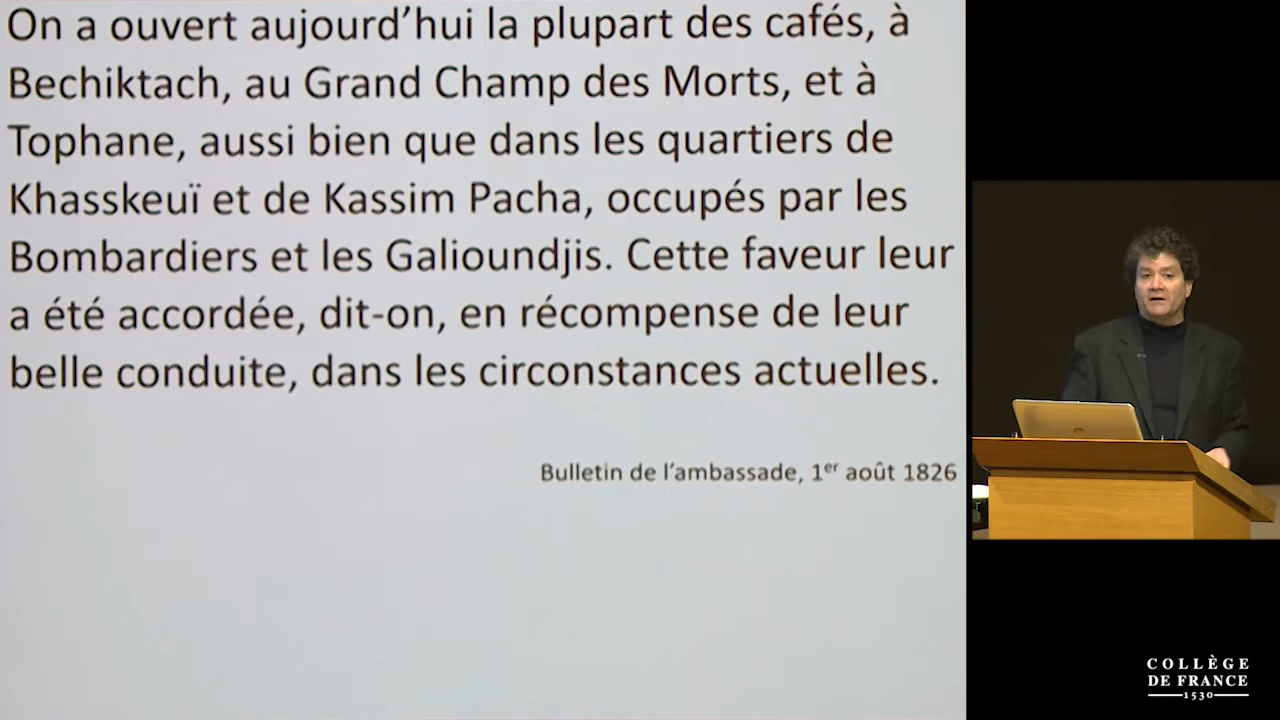 On a ouvert aujourd’hui la plupart des cafés, à
Bechiktach, au Grand Champ des Morts, et à
Tophane, aussi bien que dans les quartiers de
Khasskeuï et de Kassim Pacha, occupés par les
Bombardiers et les Galioundjis. Cette faveur leur
a été accordée, dit-on, en récompense de leur
belle conduite, dans les circonstances actuelles.
Bulletin de l’ambassade, 1er août 1826
COLLÈGE
DE FRANCE
1530